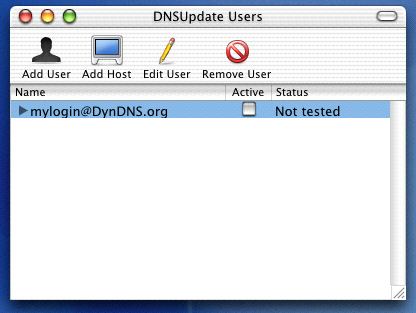 DNSUpdate Users
Add User Add Host Edit User Remove User
Name Active Status
mylogin@DynDNS.org Not tested